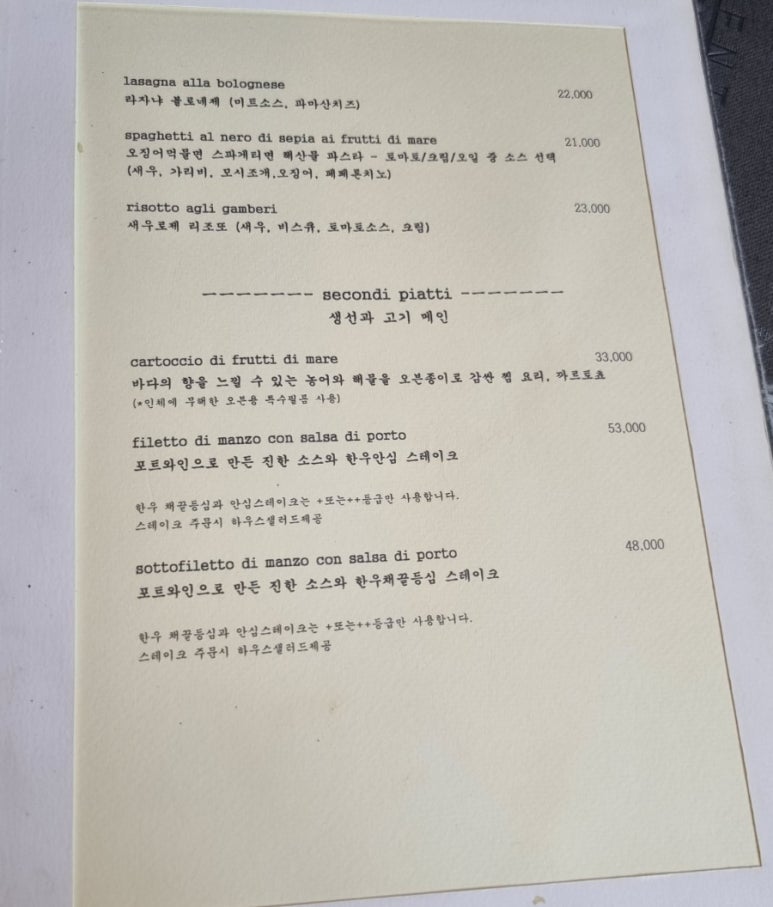 lasagna alla bolognese
라자냐 볼로네제 (미트소스, 파마산치즈) 22,000
spaghetti al nero di sepia ai frutti di mare 21,000
오징어먹물면 스파게티면 해산물 파스타 - 토마토/크림/오일 중 소스 선택
(새우, 가리비, 모시조개,오징어, 페페론치노)
risotto agli gamberi 23,000
새우로제 리조또 (새우, 비스큐, 토마토소스, 크림)
------- secondi piatti -------
생선과 고기 메인
cartoccio di frutti di mare 33,000
바다의 향을 느낄 수 있는 농어와 해물을 오븐종이로 감싼 찜 요리, 까르토쵸
(*인체에 무해한 오븐용 특수필름 사용)
filetto di manzo con salsa di porto 53,000
포트와인으로 만든 진한 소스와 한우안심 스테이크
한우 채끝등심과 안심스테이크는 +또는++등급만 사용합니다.
스테이크 주문시 하우스샐러드제공
sottofiletto di manzo con salsa di porto 48,000
포트와인으로 만든 진한 소스와 한우채끝등심 스테이크
한우 채끝등심과 안심스테이크는 +또는++등급만 사용합니다.
스테이크 주문시 하우스샐러드제공